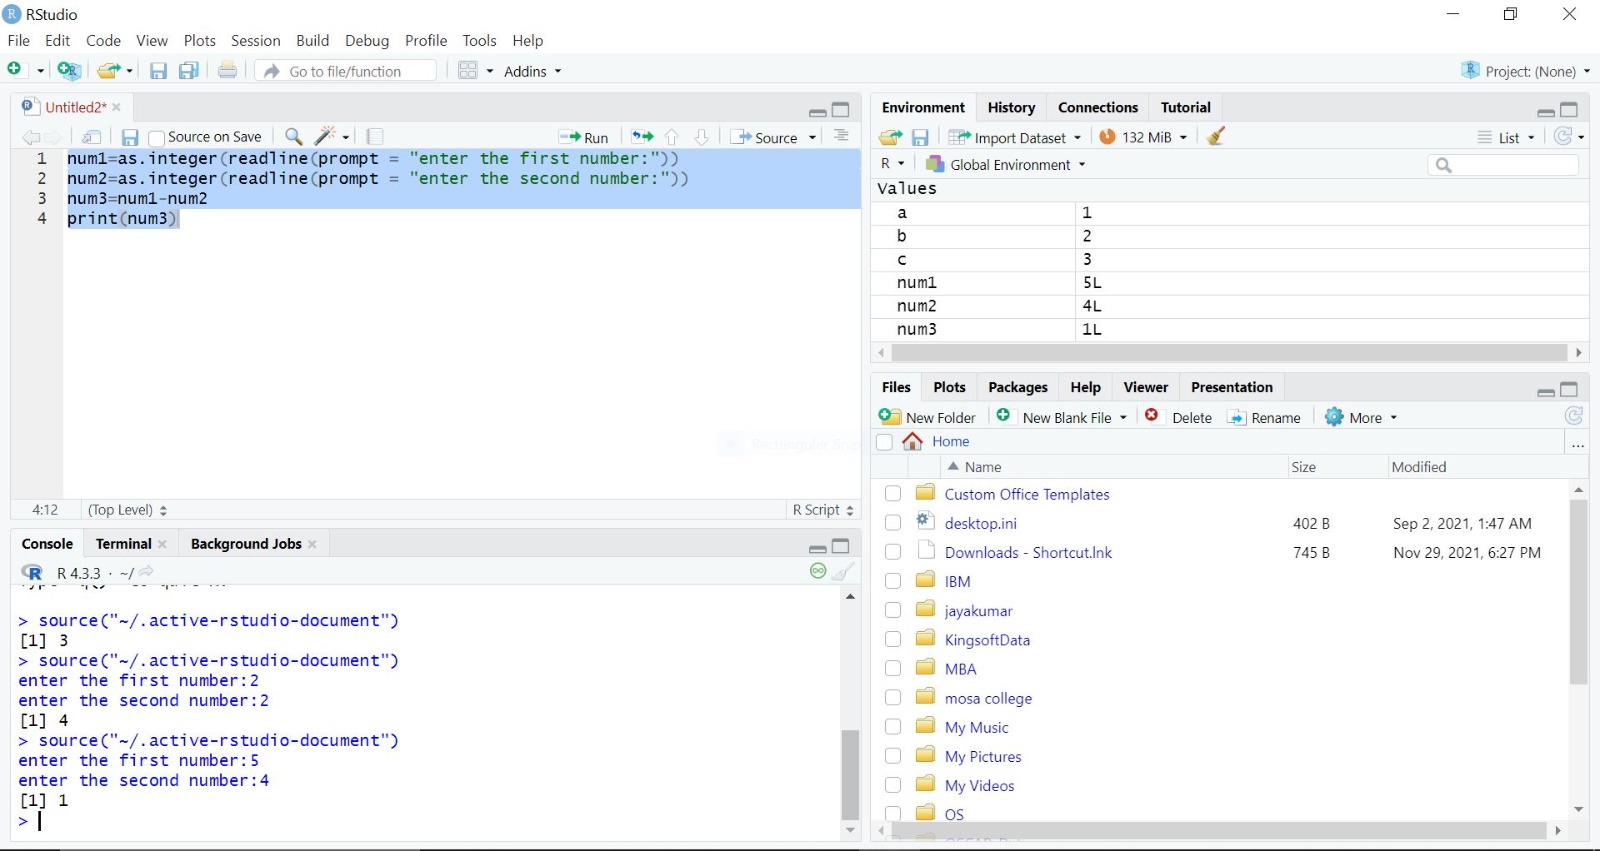 RStudio
File Edit Code View Plots Session Build Debug Profile Tools Help
Go to file/function Addins Project: (None)
Untitled2*
Source on Save Run Source
1 num1=as.integer(readline(prompt = "enter the first number:"))
2 num2=as.integer(readline(prompt = "enter the second number:"))
3 num3=num1-num2
4 print(num3)
4:12 (Top Level) R Script
Console Terminal Background Jobs
R 4.3.3 · ~/
> source("~/.active-rstudio-document")
[1] 3
> source("~/.active-rstudio-document")
enter the first number:2
enter the second number:2
[1] 4
> source("~/.active-rstudio-document")
enter the first number:5
enter the second number:4
[1] 1
>
Environment History Connections Tutorial
Import Dataset 132 MiB List
R Global Environment
Values
a 1
b 2
c 3
num1 5L
num2 4L
num3 1L
Files Plots Packages Help Viewer Presentation
New Folder New Blank File Delete Rename More
Home ...
Name Size Modified
Custom Office Templates
desktop.ini 402 B Sep 2, 2021, 1:47 AM
Downloads - Shortcut.lnk 745 B Nov 29, 2021, 6:27 PM
IBM
jayakumar
KingsoftData
MBA
mosa college
My Music
My Pictures
My Videos
OS